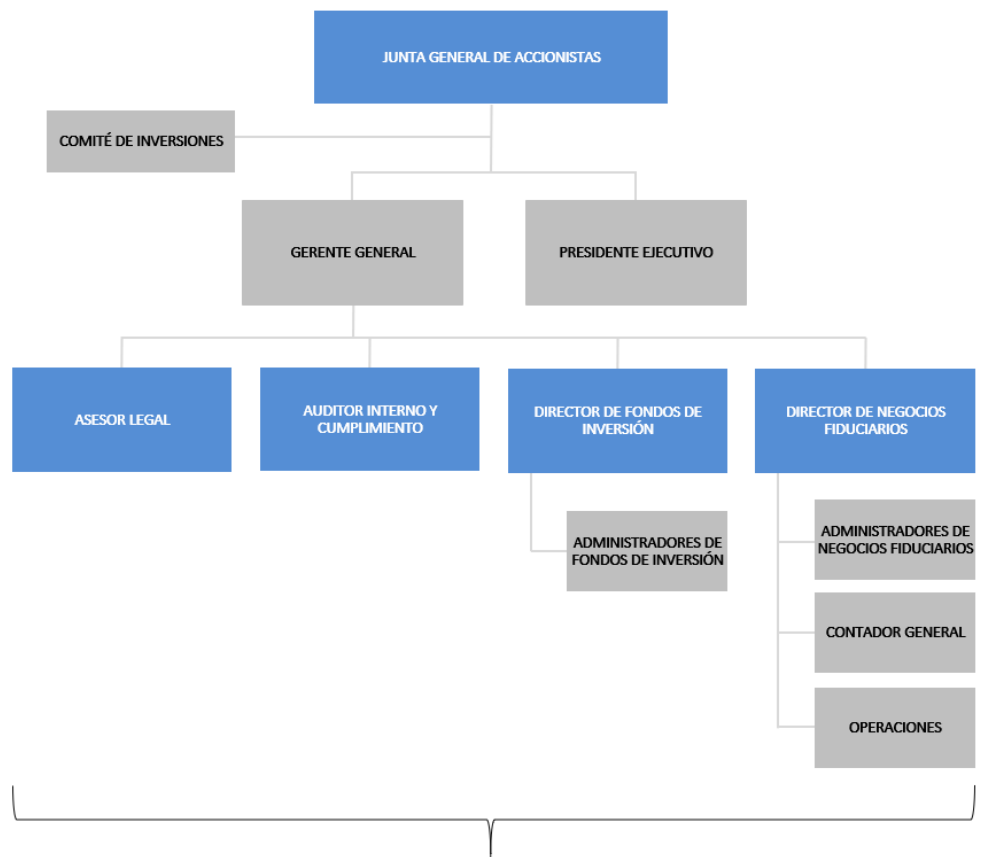 JUNTA GENERAL DE ACCIONISTAS
COMITÉ DE INVERSIONES
GERENTE GENERAL
PRESIDENTE EJECUTIVO
ASESOR LEGAL
AUDITOR INTERNO Y
CUMPLIMIENTO
DIRECTOR DE FONDOS DE
INVERSIÓN
DIRECTOR DE NEGOCIOS
FIDUCIARIOS
ADMINISTRADORES DE
FONDOS DE INVERSIÓN
ADMINISTRADORES DE
NEGOCIOS FIDUCIARIOS
CONTADOR GENERAL
OPERACIONES